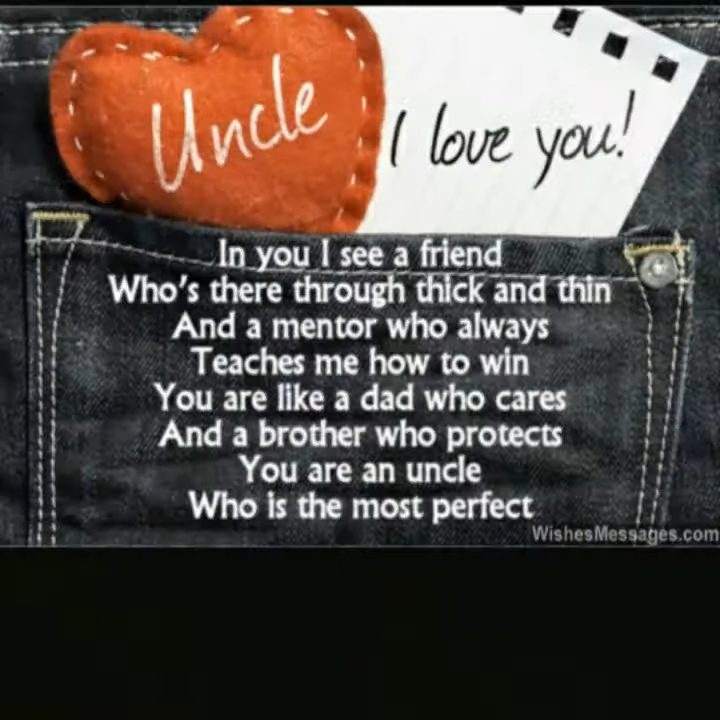 Uncle
I love you!
In you I see a friend
Who's there through thick and thin
And a mentor who always
Teaches me how to win
You are like a dad who cares
And a brother who protects
You are an uncle
Who is the most perfect
WishesMessages.com